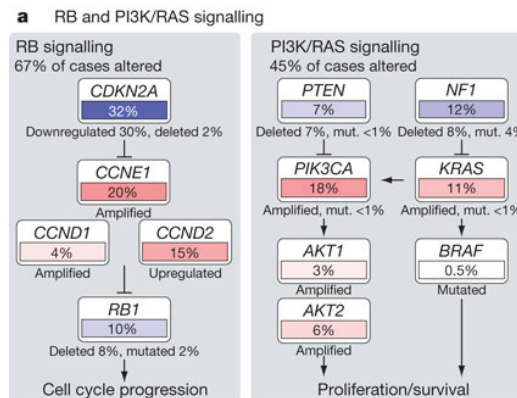 a RB and PI3K/RAS signalling
RB signalling
67% of cases altered
CDKN2A
32%
Downregulated 30%, deleted 2%
CCNE1
20%
Amplified
CCND1
4%
Amplified
CCND2
15%
Upregulated
RB1
10%
Deleted 8%, mutated 2%
Cell cycle progression
PI3K/RAS signalling
45% of cases altered
PTEN
7%
Deleted 7%, mut. <1%
NF1
12%
Deleted 8%, mut. 4%
PIK3CA
18%
Amplified, mut. <1%
KRAS
11%
Amplified, mut. <1%
AKT1
3%
Amplified
BRAF
0.5%
Mutated
AKT2
6%
Amplified
Proliferation/survival